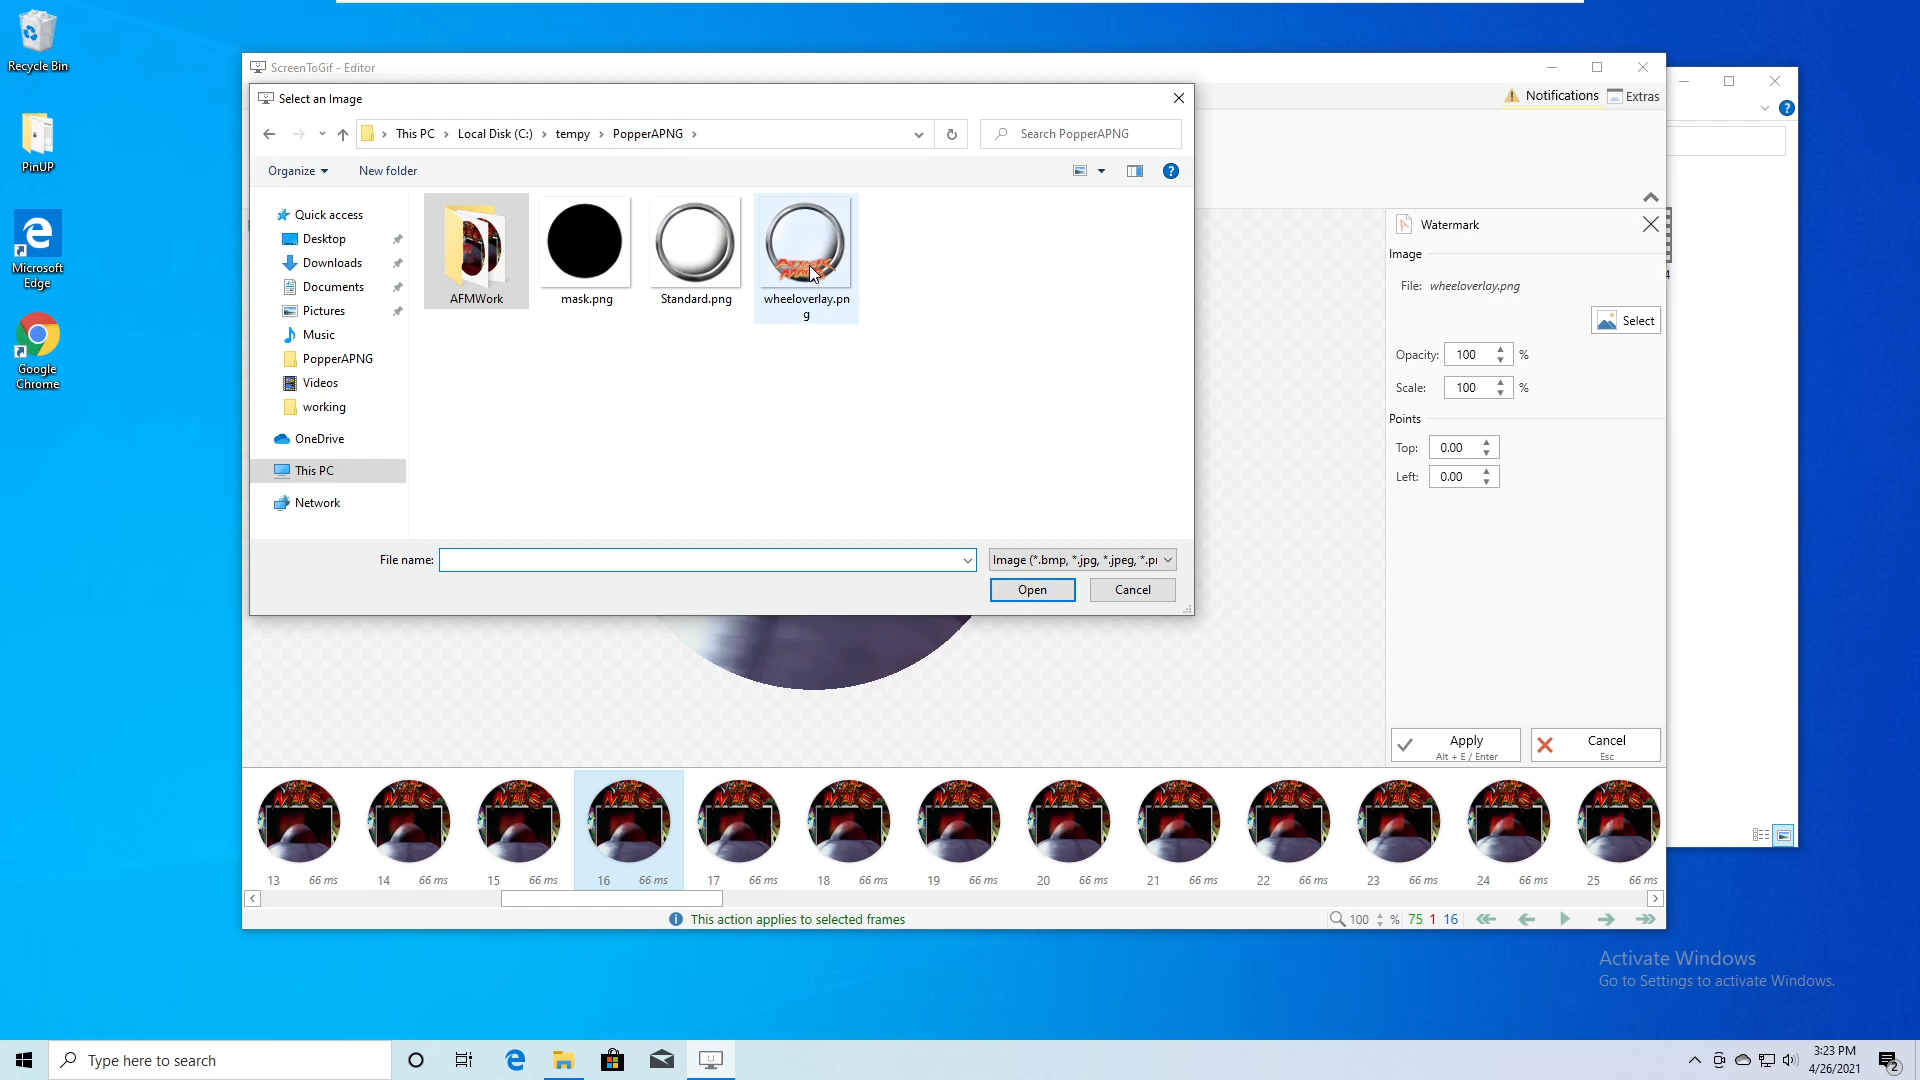 Recycle Bin
PinUP
Microsoft
Edge
Google
Chrome
ScreenToGif - Editor
Notifications
Extras
Select an Image
This PC
Local Disk (C:)
tempy
PopperAPNG
Search PopperAPNG
Organize
New folder
Quick access
Desktop
Downloads
Documents
Pictures
Music
PopperAPNG
Videos
working
OneDrive
This PC
Network
AFMWork
mask.png
Standard.png
wheeloverlay.pn
g
File name:
Image (*.bmp, *.jpg, *.jpeg, *.pi
Open
Cancel
Watermark
Image
File: wheeloverlay.png
Select
Opacity: 100 %
Scale: 100 %
Points
Top: 0.00
Left: 0.00
Apply
Alt + E / Enter
Cancel
Esc
4
13 66 ms
14 66 ms
15 66 ms
16 66 ms
17 66 ms
18 66 ms
19 66 ms
20 66 ms
21 66 ms
22 66 ms
23 66 ms
24 66 ms
25 66 ms
This action applies to selected frames
100 % 75 1 16
Activate Windows
Go to Settings to activate Windows.
Type here to search
3:23 PM
4/26/2021
2